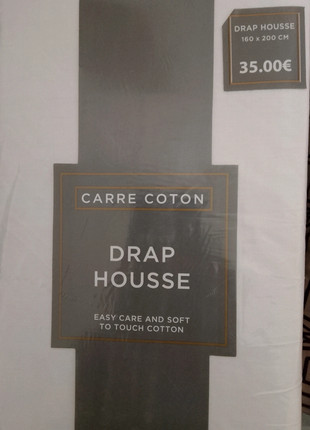 DRAP HOUSSE
160 x 200 CM
35.00€
CARRE COTON
DRAP
HOUSSE
EASY CARE AND SOFT
TO TOUCH COTTON